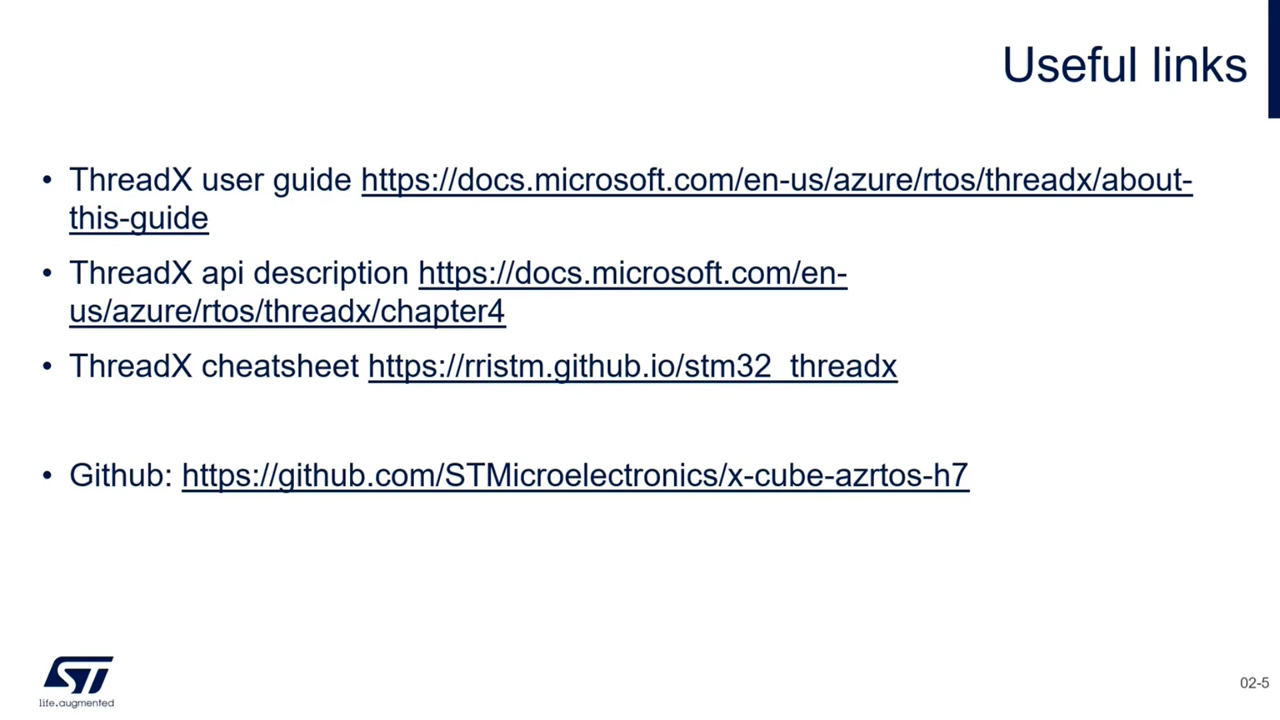 Useful links
• ThreadX user guide https://docs.microsoft.com/en-us/azure/rtos/threadx/about-
this-guide
• ThreadX api description https://docs.microsoft.com/en-
us/azure/rtos/threadx/chapter4
• ThreadX cheatsheet https://rristm.github.io/stm32_threadx
• Github: https://github.com/STMicroelectronics/x-cube-azrtos-h7
ST
life.augmented
02-5